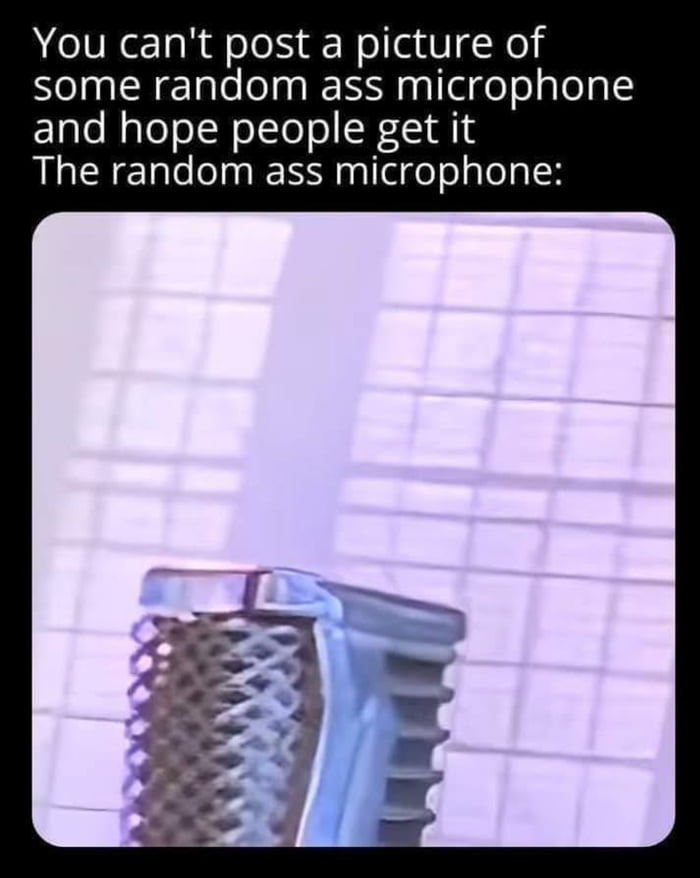 You can't post a picture of
some random ass microphone
and hope people get it
The random ass microphone: